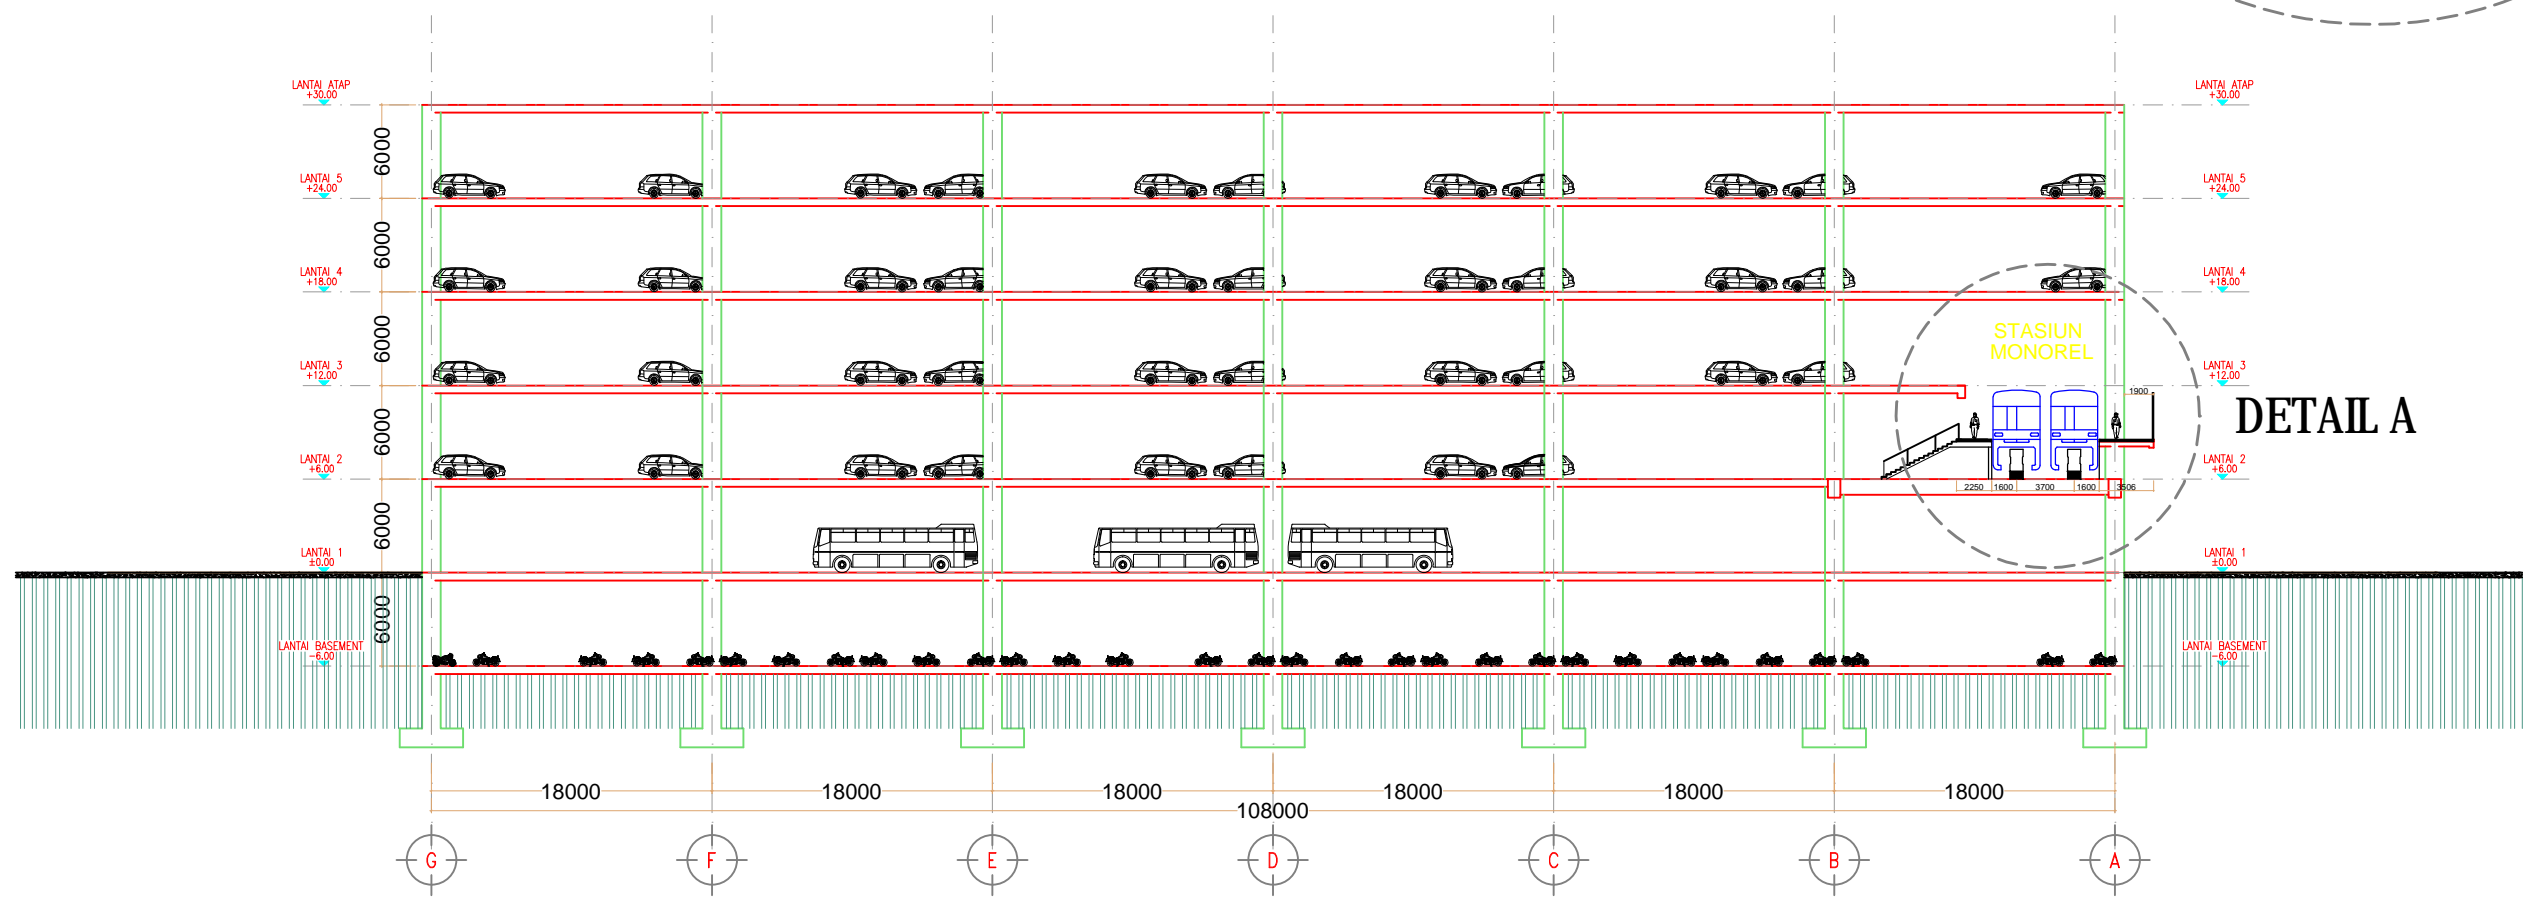 LANTAI ATAP
+30.00
LANTAI ATAP
+30.00
6000
LANTAI 5
+24.00
LANTAI 5
+24.00
6000
LANTAI 4
+18.00
LANTAI 4
+18.00
STASIUN
MONOREL
6000
LANTAI 3
+12.00
LANTAI 3
+12.00
1900
DETAIL A
6000
LANTAI 2
+6.00
LANTAI 2
+6.00
2250 1600 3700 1600 3506
6000
LANTAI 1
±0.00
LANTAI 1
±0.00
6000
LANTAI BASEMENT
-6.00
LANTAI BASEMENT
-6.00
18000 18000 18000 18000 18000 18000
108000
G F E D C B A